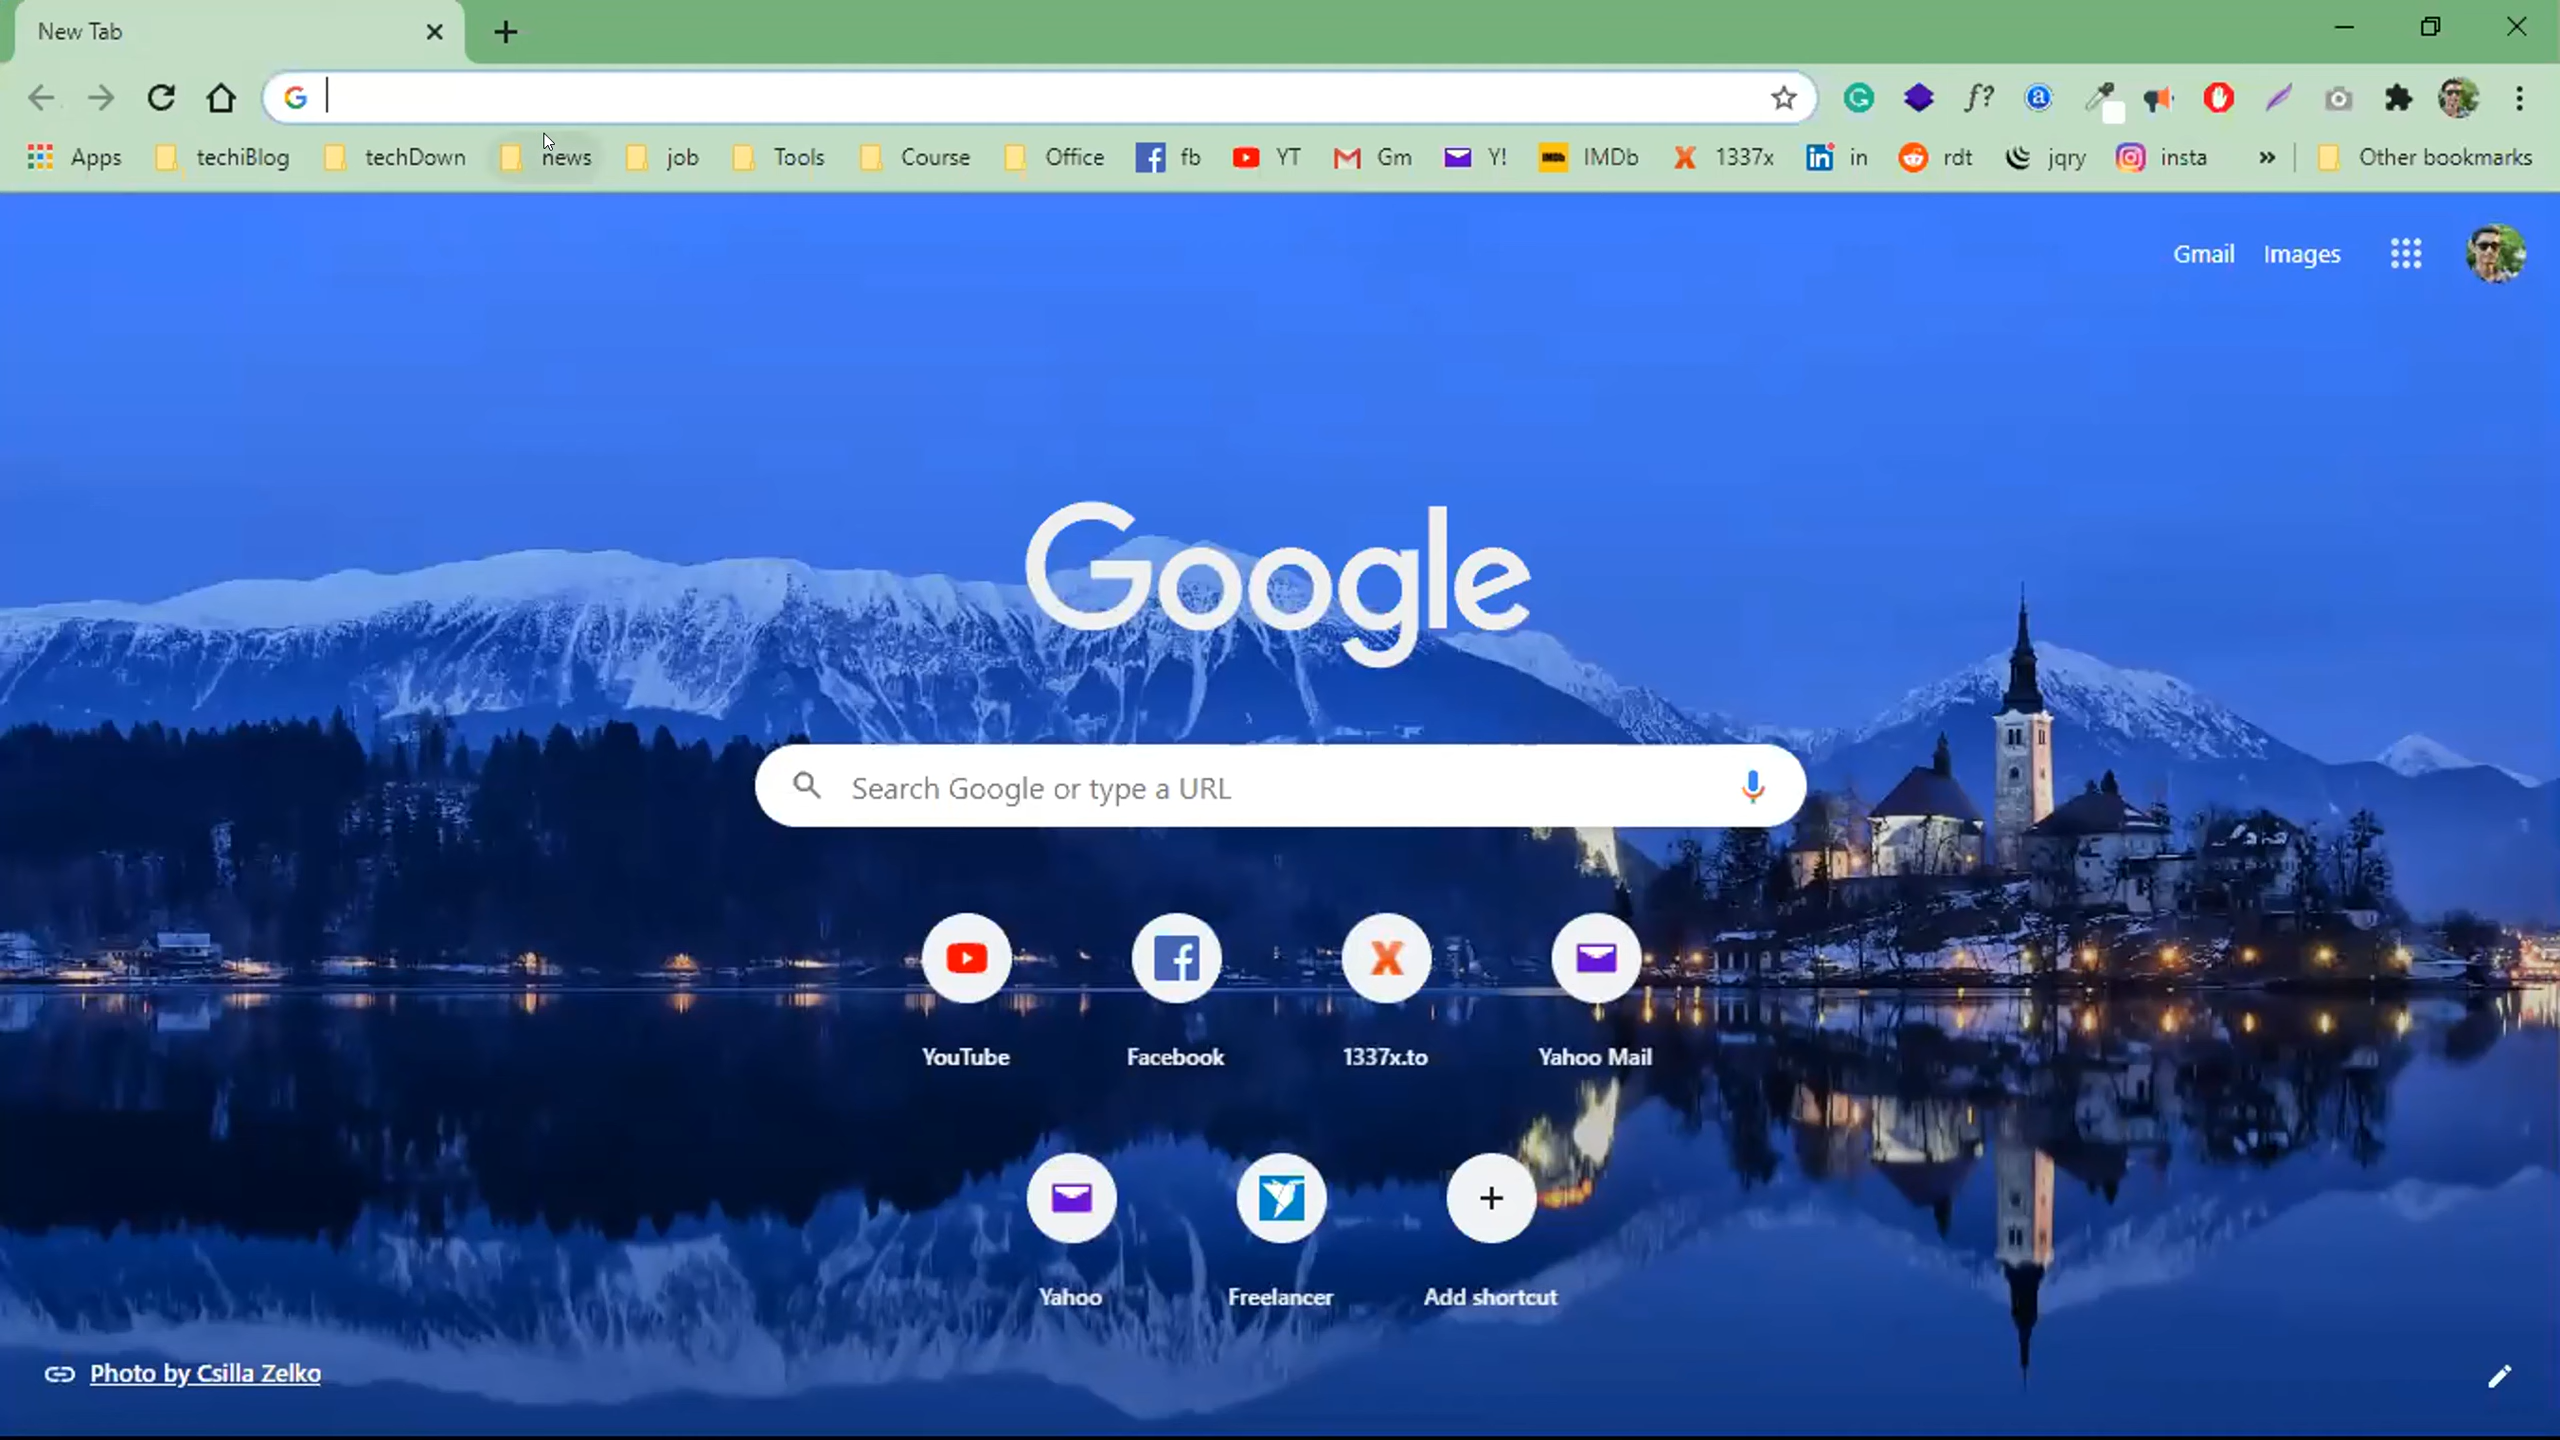 New Tab
Apps techiBlog techDown news job Tools Course Office fb YT Gm Y! IMDb 1337x in rdt jqry insta » Other bookmarks
Gmail Images
Google
Search Google or type a URL
YouTube Facebook 1337x.to Yahoo Mail
Yahoo Freelancer Add shortcut
Photo by Csilla Zelko